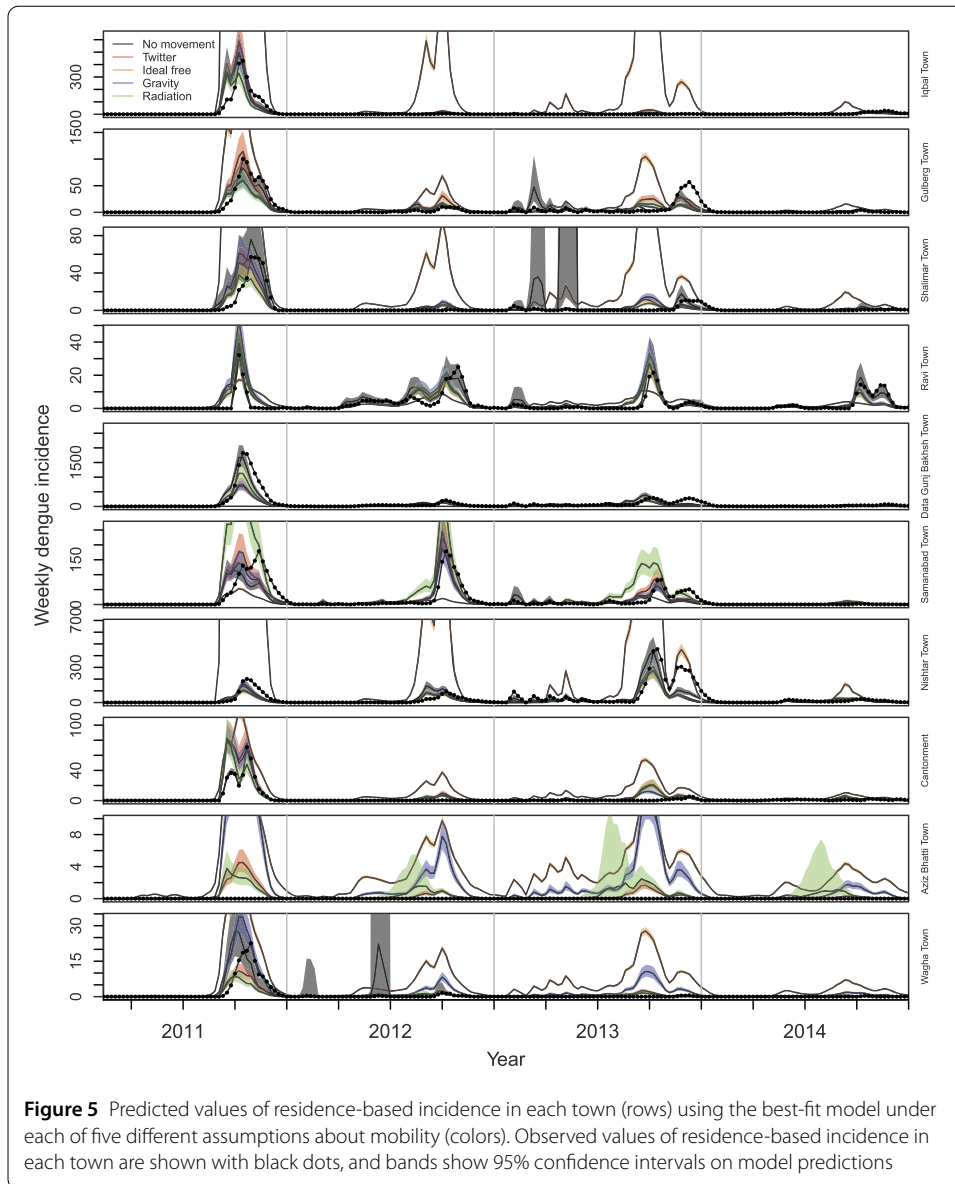 No movement
Twitter
Ideal free
Gravity
Radiation
300
0
Iqbal Town
150
50
0
Gulberg Town
80
40
0
Shalimar Town
40
20
0
Ravi Town
1500
0
Data Gunj Bakhsh Town
150
0
Samanabad Town
700
300
0
Nishtar Town
100
40
0
Cantonment
8
4
0
Aziz Bhatti Town
30
15
0
Wagha Town
Weekly dengue incidence
2011 2012 2013 2014
Year
Figure 5 Predicted values of residence-based incidence in each town (rows) using the best-fit model under
each of five different assumptions about mobility (colors). Observed values of residence-based incidence in
each town are shown with black dots, and bands show 95% confidence intervals on model predictions